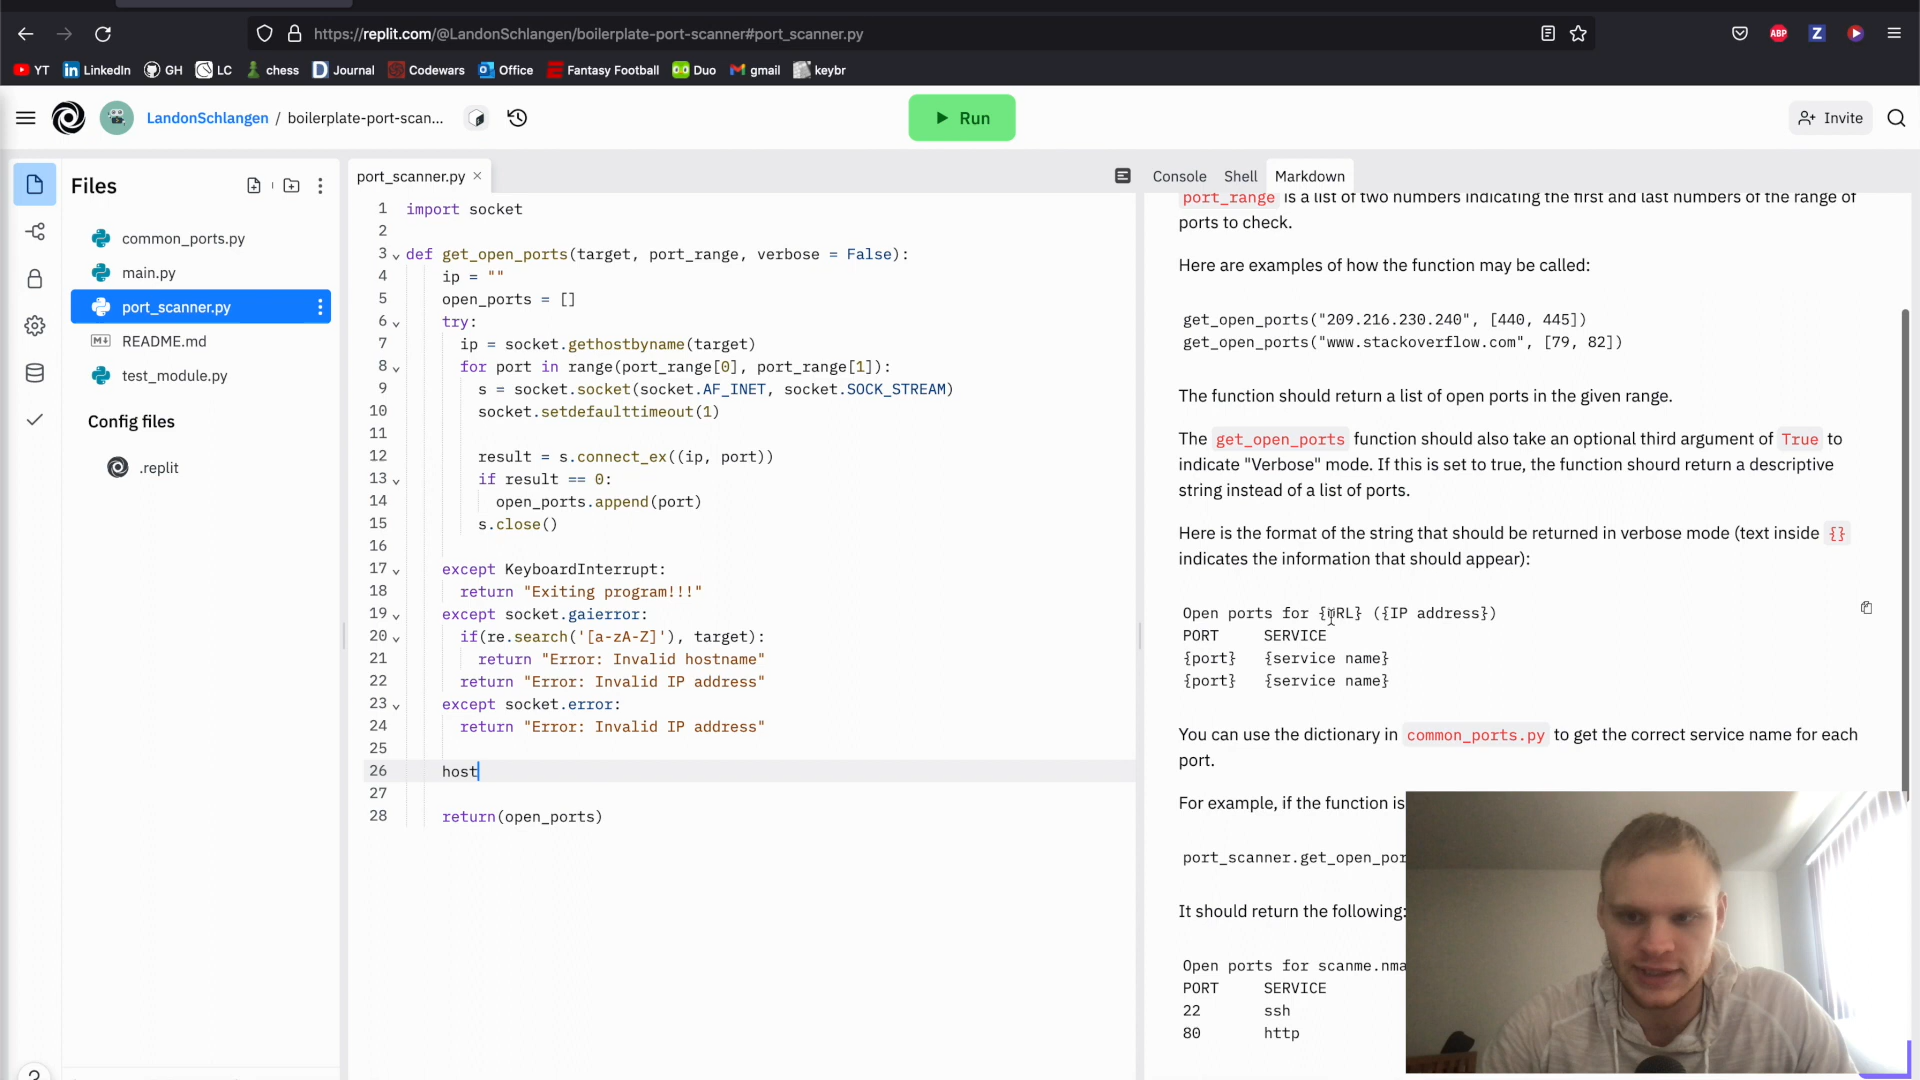 https://replit.com/@LandonSchlangen/boilerplate-port-scanner#port_scanner.py
ABP
Z
YT
in LinkedIn
GH
LC
chess
Journal
Codewars
Office
Fantasy Football
Duo
gmail
keybr
LandonSchlangen / boilerplate-port-scan...
Run
Invite
Files
common_ports.py
main.py
port_scanner.py
README.md
test_module.py
Config files
.replit
port_scanner.py
1 import socket
2
3 def get_open_ports(target, port_range, verbose = False):
4 ip = ""
5 open_ports = []
6 try:
7 ip = socket.gethostbyname(target)
8 for port in range(port_range[0], port_range[1]):
9 s = socket.socket(socket.AF_INET, socket.SOCK_STREAM)
10 socket.setdefaulttimeout(1)
11
12 result = s.connect_ex((ip, port))
13 if result == 0:
14 open_ports.append(port)
15 s.close()
16
17 except KeyboardInterrupt:
18 return "Exiting program!!!"
19 except socket.gaierror:
20 if(re.search('[a-zA-Z]'), target):
21 return "Error: Invalid hostname"
22 return "Error: Invalid IP address"
23 except socket.error:
24 return "Error: Invalid IP address"
25
26 host
27
28 return(open_ports)
Console Shell Markdown
port_range is a list of two numbers indicating the first and last numbers of the range of
ports to check.
Here are examples of how the function may be called:
get_open_ports("209.216.230.240", [440, 445])
get_open_ports("www.stackoverflow.com", [79, 82])
The function should return a list of open ports in the given range.
The get_open_ports function should also take an optional third argument of True to
indicate "Verbose" mode. If this is set to true, the function shourd return a descriptive
string instead of a list of ports.
Here is the format of the string that should be returned in verbose mode (text inside {}
indicates the information that should appear):
Open ports for {URL} ({IP address})
PORT SERVICE
{port} {service name}
{port} {service name}
You can use the dictionary in common_ports.py to get the correct service name for each
port.
For example, if the function is
port_scanner.get_open_por
It should return the following:
Open ports for scanme.nma
PORT SERVICE
22 ssh
80 http